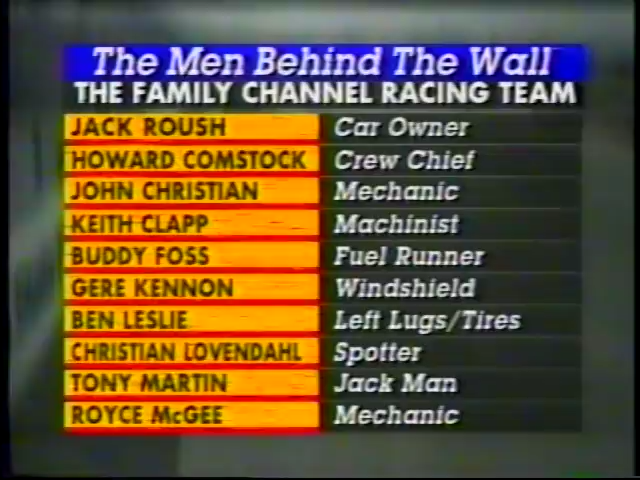 The Men Behind The Wall
THE FAMILY CHANNEL RACING TEAM
JACK ROUSH Car Owner
HOWARD COMSTOCK Crew Chief
JOHN CHRISTIAN Mechanic
KEITH CLAPP Machinist
BUDDY FOSS Fuel Runner
GERE KENNON Windshield
BEN LESLIE Left Lugs/Tires
CHRISTIAN LOVENDAHL Spotter
TONY MARTIN Jack Man
ROYCE McGEE Mechanic